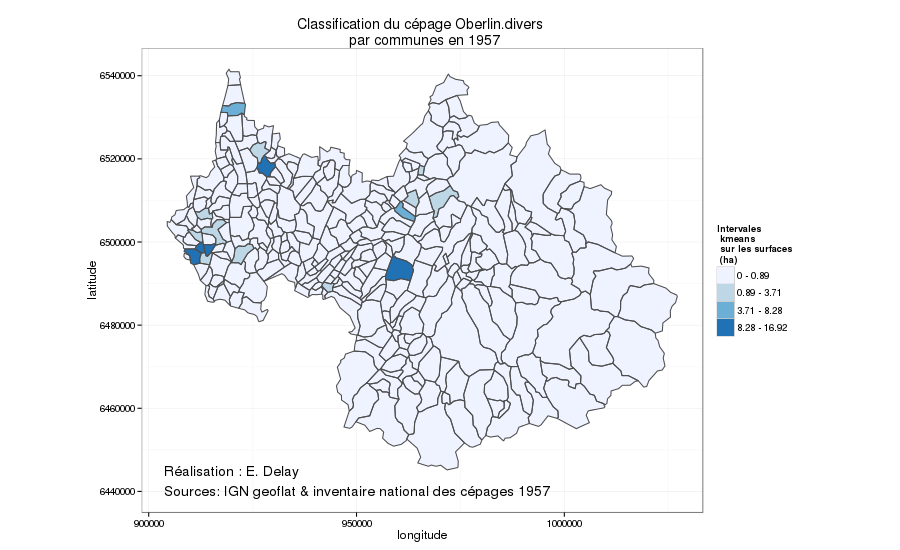 Classification du cépage Oberlin.divers
par communes en 1957
6540000
6520000
6500000
6480000
6460000
6440000
latitude
900000
950000
1000000
longitude
Réalisation : E. Delay
Sources: IGN geoflat & inventaire national des cépages 1957
Intervales
kmeans
sur les surfaces
(ha)
0 - 0.89
0.89 - 3.71
3.71 - 8.28
8.28 - 16.92